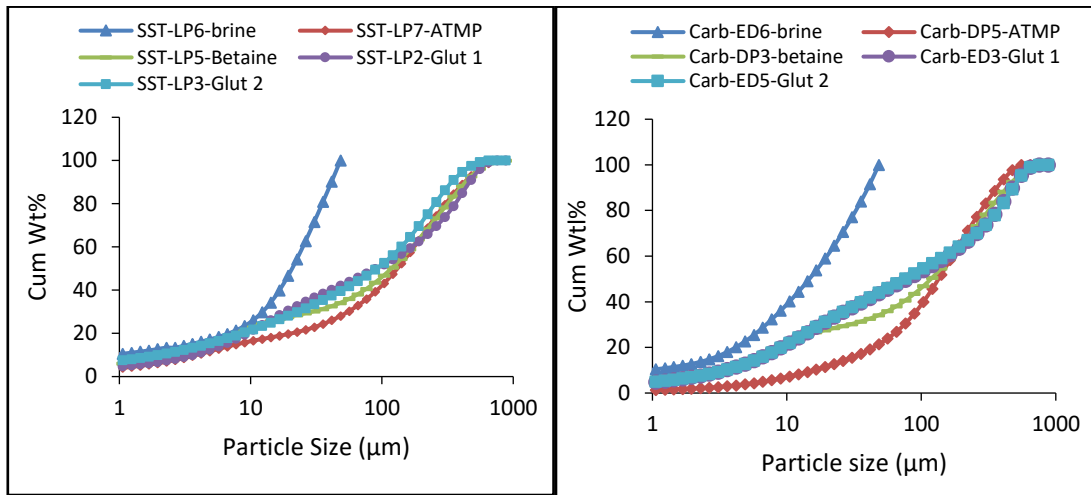 SST-LP6-brine SST-LP7-ATMP
SST-LP5-Betaine SST-LP2-Glut 1
SST-LP3-Glut 2
120
100
80
60
40
20
0
Cum Wt%
1 10 100 1000
Particle Size (µm)
Carb-ED6-brine Carb-DP5-ATMP
Carb-DP3-betaine Carb-ED3-Glut 1
Carb-ED5-Glut 2
120
100
80
60
40
20
0
Cum Wtl%
1 10 100 1000
Particle size (µm)